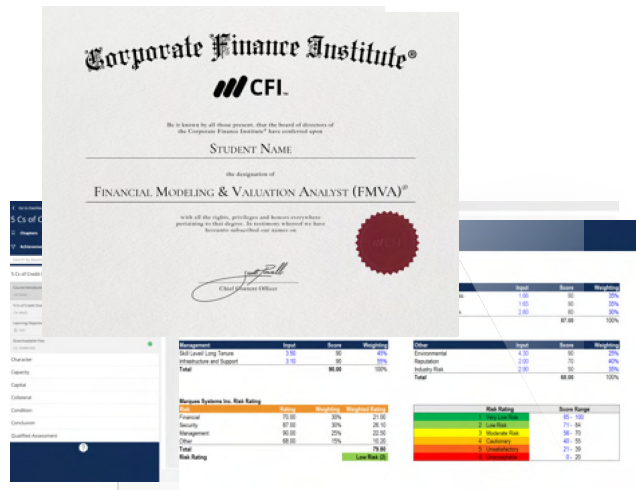 Corporate Finance Institute®
CFI™
Be it known by all those present, that the board of directors of
the Corporate Finance Institute® have conferred upon
STUDENT NAME
the designation of
FINANCIAL MODELING & VALUATION ANALYST (FMVA)®
with all the rights, privileges and honors everywhere
pertaining to that degree. In testimony whereof we have
hereunto subscribed our names on
Chief Content Officer
5 Cs of C
Chapters
5 Cs of Credit
Character
Capacity
Capital
Collateral
Condition
Conclusion
Qualified Assessment
Input Score Weighting
1.65 80 35%
2.80 80 30%
87.00 100%
Management Input Score Weighting
Skill Level/ Long Tenure 3.50 90 45%
Infrastructure and Support 3.10 90 55%
Total 90.00 100%
Other Input Score Weighting
Environmental 4.30 90 25%
Reputation 2.00 70 40%
Industry Risk 2.90 50 35%
Total 68.00 100%
Marques Systems Inc. Risk Rating
Risk Rating Weighting Weighted Rating
Financial 70.00 30% 21.00
Security 87.00 30% 26.10
Management 90.00 25% 22.50
Other 68.00 15% 10.20
Total 79.80
Risk Rating Low Risk (2)
Risk Rating Score Range
1 Very Low Risk 85 - 100
2 Low Risk 71 - 84
3 Moderate Risk 56 - 70
4 Cautionary 40 - 55
5 Unsatisfactory 21 - 39
6 Unacceptable 0 - 20